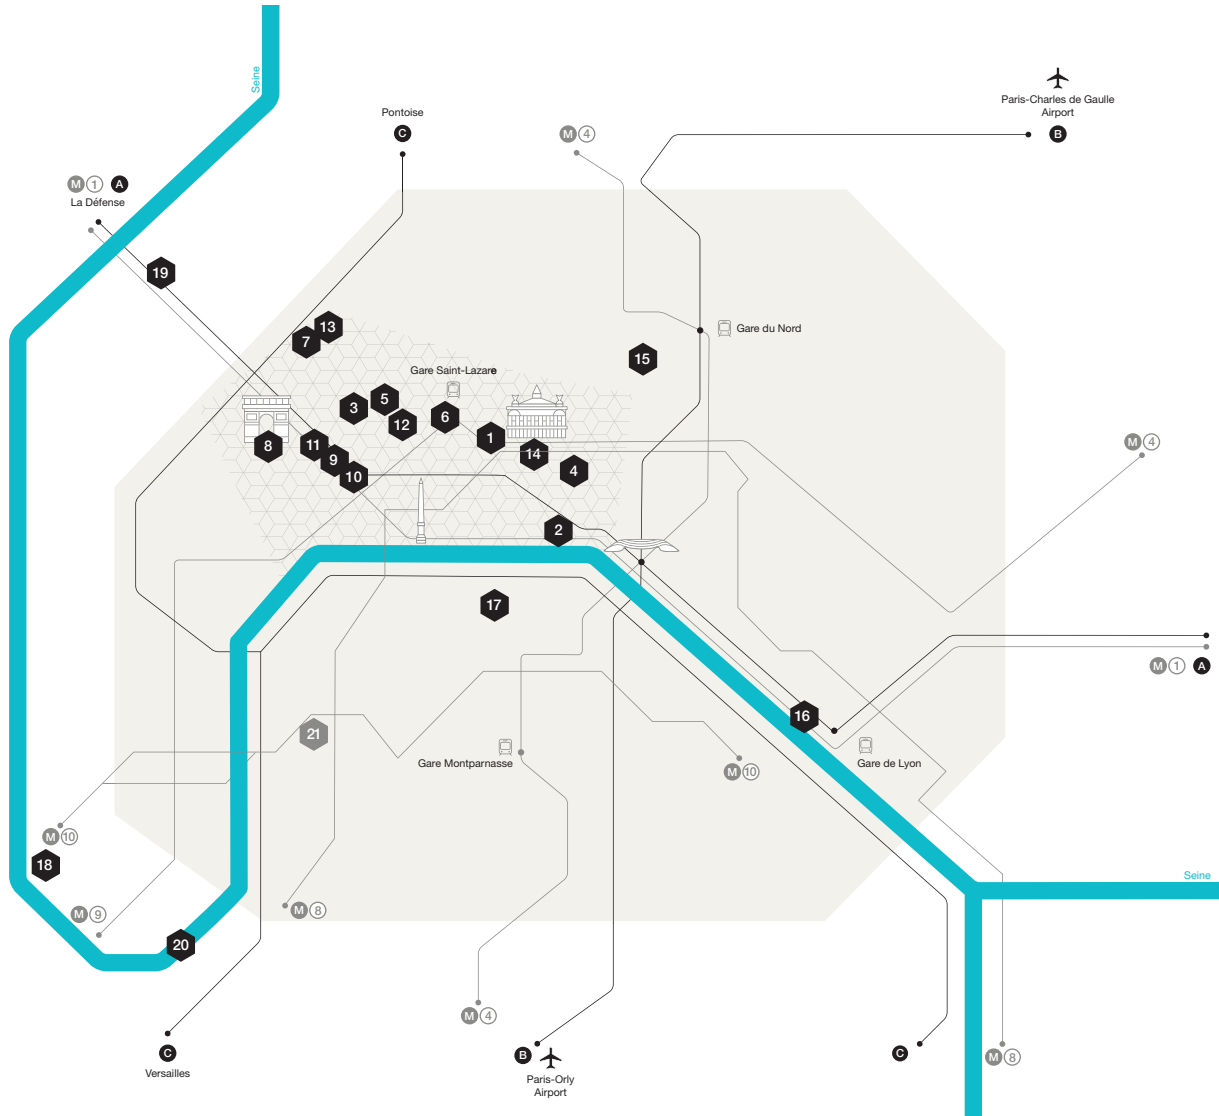 Seine
Paris-Charles de Gaulle
Airport
B
Pontoise
C
M 4
M 1 A
La Défense
19
13
7
Gare du Nord
15
Gare Saint-Lazare
5
3
6
12
1
8
11
14
9
4
10
M 4
2
17
M 1 A
16
21
Gare Montparnasse
Gare de Lyon
M 10
M 10
18
Seine
M 9
M 8
20
M 4
C
Versailles
B
Paris-Orly
Airport
C
M 8